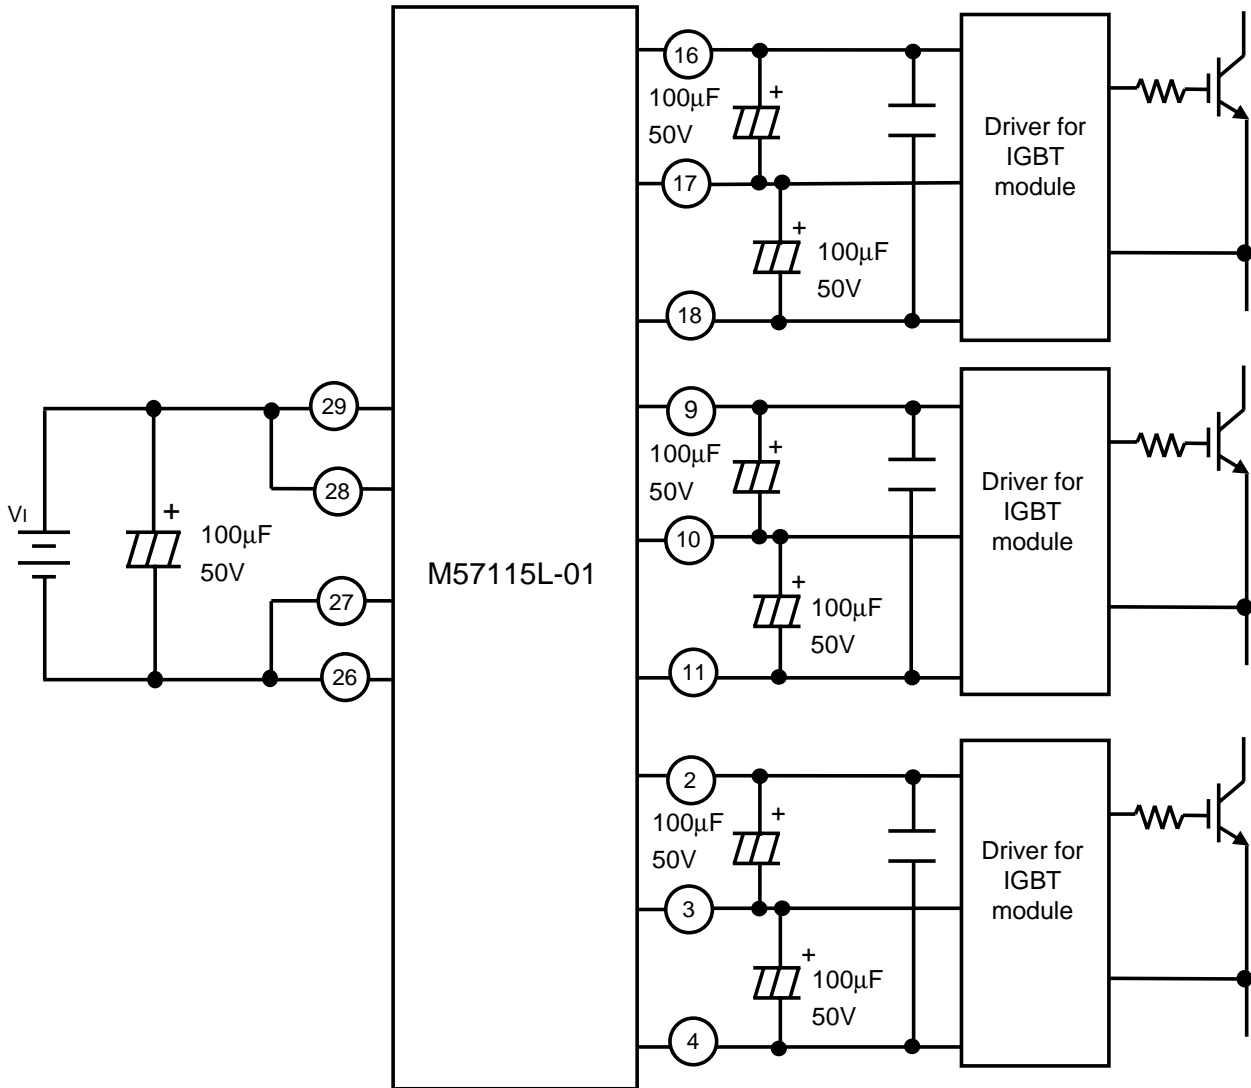 16
100μF
+
50V
17
+
100μF
50V
18
Driver for
IGBT
module
29
28
VI
+
100μF
50V
27
26
M57115L-01
9
100μF
+
50V
10
+
100μF
50V
11
Driver for
IGBT
module
2
100μF
+
50V
3
+
100μF
50V
4
Driver for
IGBT
module